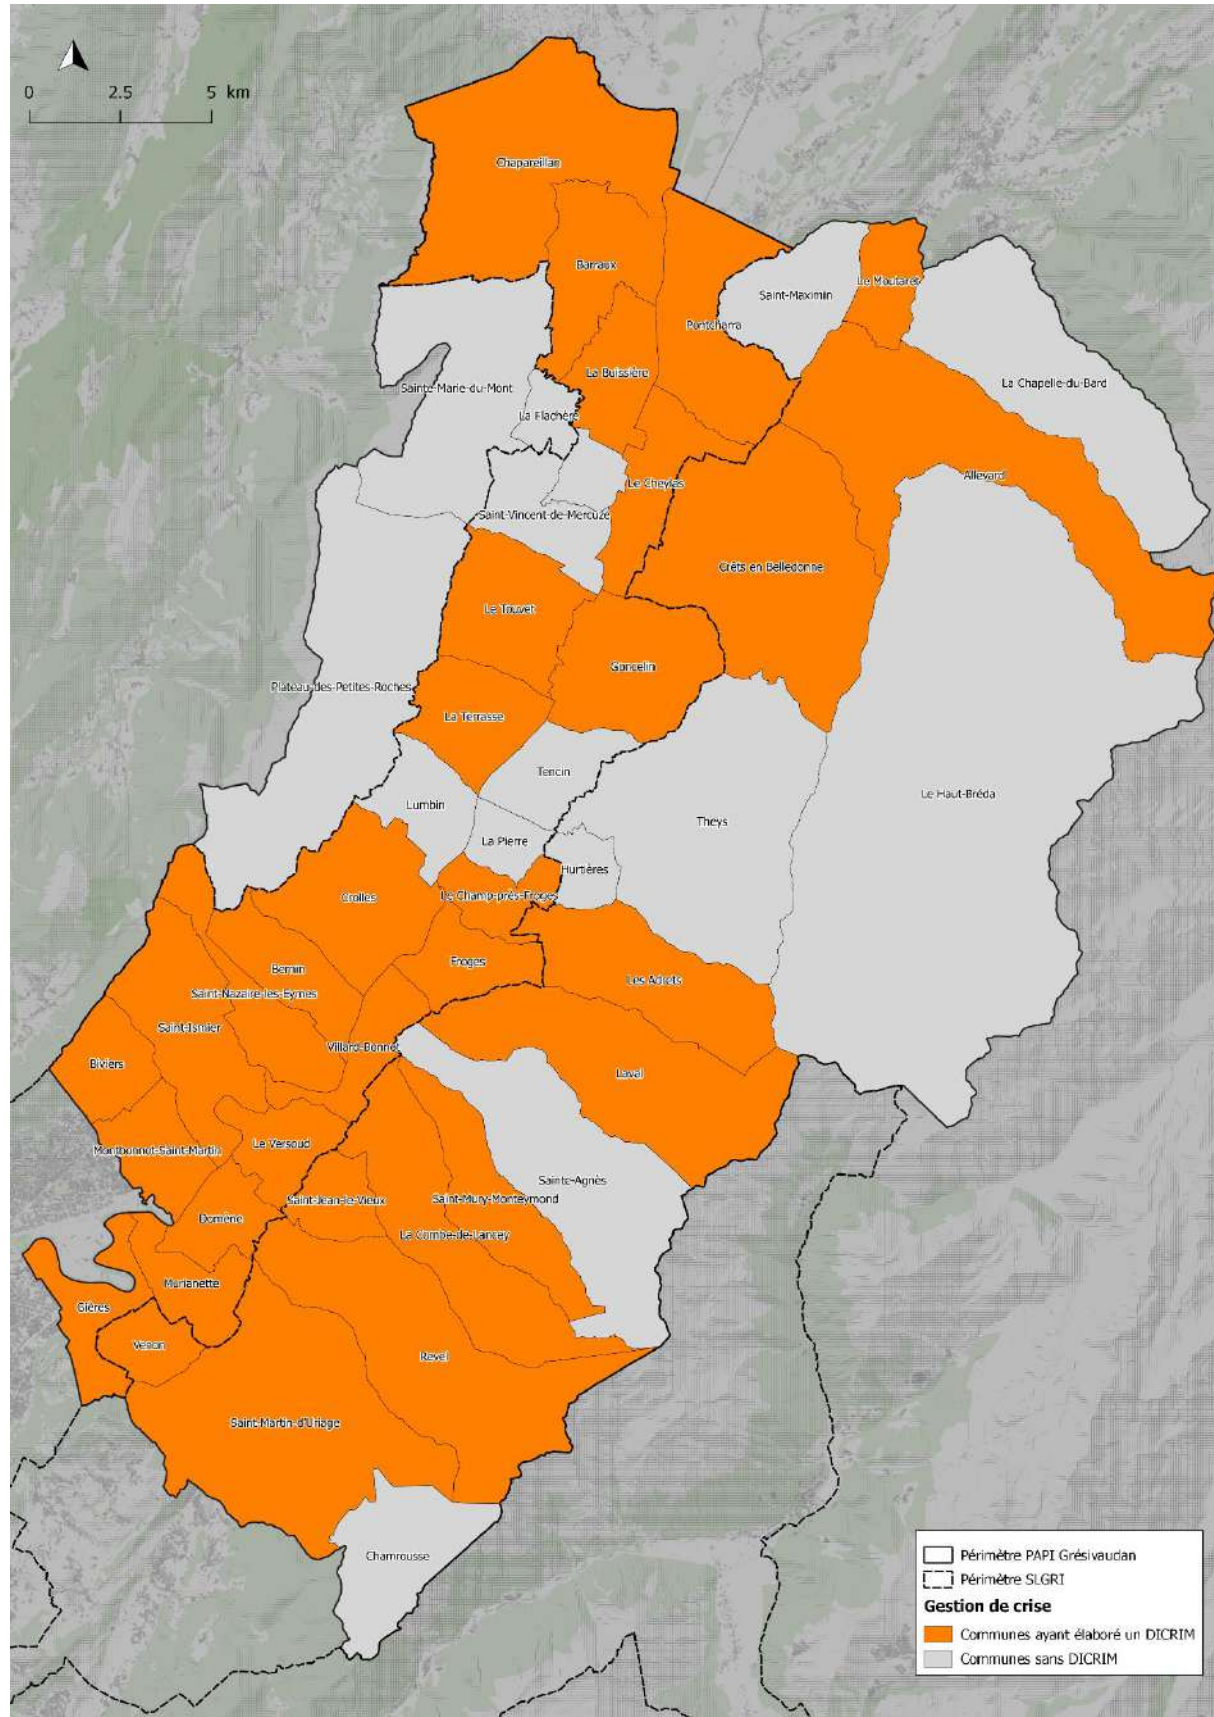 0 2.5 5 km
Chapareillan
Barraux
Saint-Maximin
Le Moutaret
Pontcharra
La Buissière
La Chapelle-du-Bard
Sainte-Marie-du-Mont
La Flachère
Allevard
Le Cheylas
Saint-Vincent-de-Mercuze
Crêts en Belledonne
Le Touvet
Goncelin
Plateau-des-Petites-Roches
La Terrasse
Tencin
Le Haut-Bréda
Lumbin
Theys
La Pierre
Hurtières
Crolles
Le Champ-près-Froges
Froges
Bernin
Les Adrets
Saint-Nazaire-les-Eymes
Saint-Ismier
Villard-Bonnot
Biviers
Laval
Le Versoud
Montbonnot-Saint-Martin
Sainte-Agnès
Saint-Jean-le-Vieux
Saint-Mury-Monteymond
Domène
La Combe-de-Lancey
Murianette
Gières
Venon
Revel
Saint-Martin-d'Uriage
Chamrousse
Périmètre PAPI Grésivaudan
Périmètre SLGRI
Gestion de crise
Communes ayant élaboré un DICRIM
Communes sans DICRIM